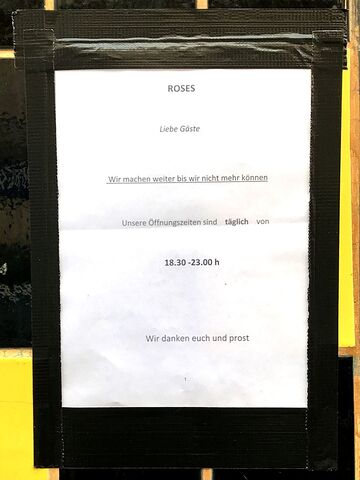 ROSES
Liebe Gäste
Wir machen weiter bis wir nicht mehr können
Unsere Öffnungszeiten sind täglich von
18.30 -23.00 h
Wir danken euch und prost
1